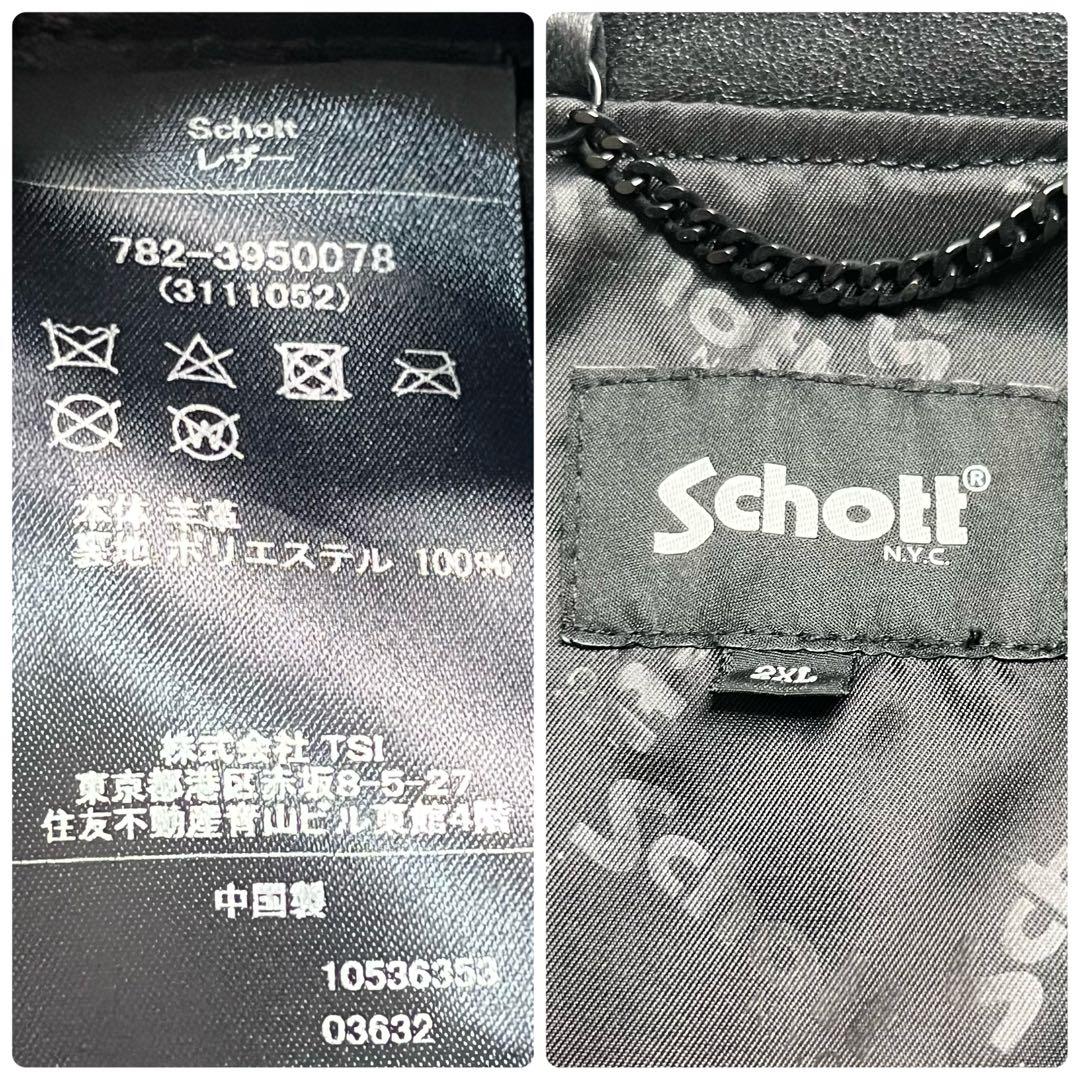 Schott
レザー
782-3950078
(3111052)
本体 羊革
裏地 ポリエステル 100%
株式会社 TSI
東京都港区赤坂8-5-27
住友不動産青山ビル東館4階
中国製
10536353
03632
Schott®
N.Y.C.
2XL